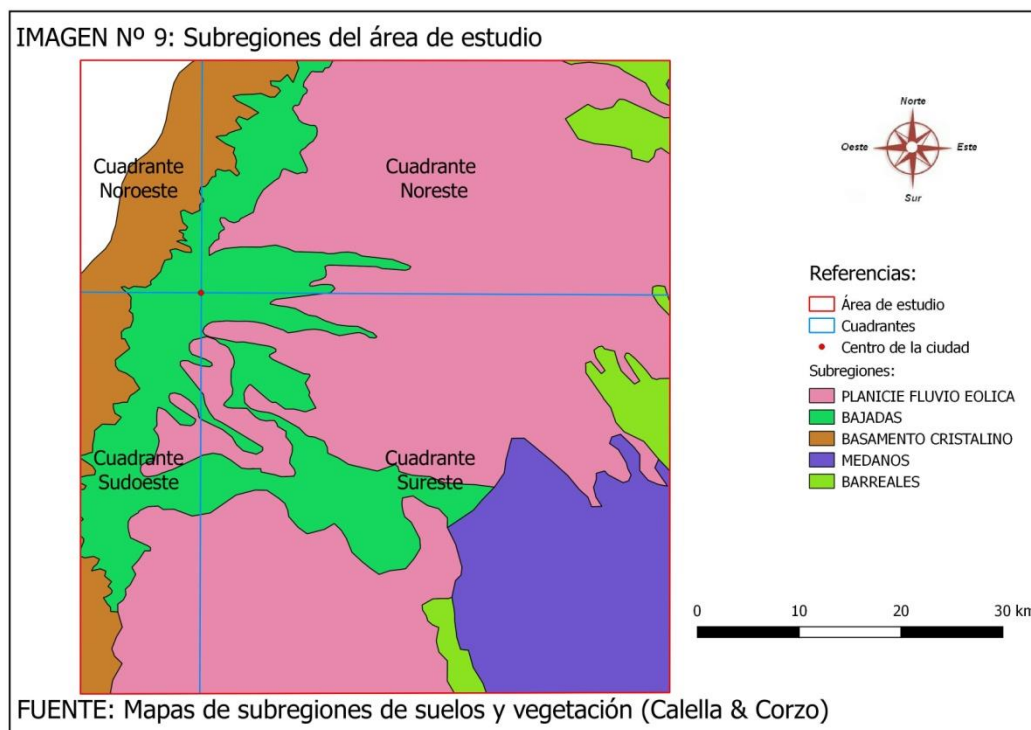 IMAGEN Nº 9: Subregiones del área de estudio
Cuadrante
Noroeste
Cuadrante
Noreste
Cuadrante
Sudoeste
Cuadrante
Sureste
Norte
Oeste
Este
Sur
Referencias:
Área de estudio
Cuadrantes
Centro de la ciudad
Subregiones:
PLANICIE FLUVIO EOLICA
BAJADAS
BASAMENTO CRISTALINO
MEDANOS
BARREALES
0 10 20 30 km
FUENTE: Mapas de subregiones de suelos y vegetación (Calella & Corzo)